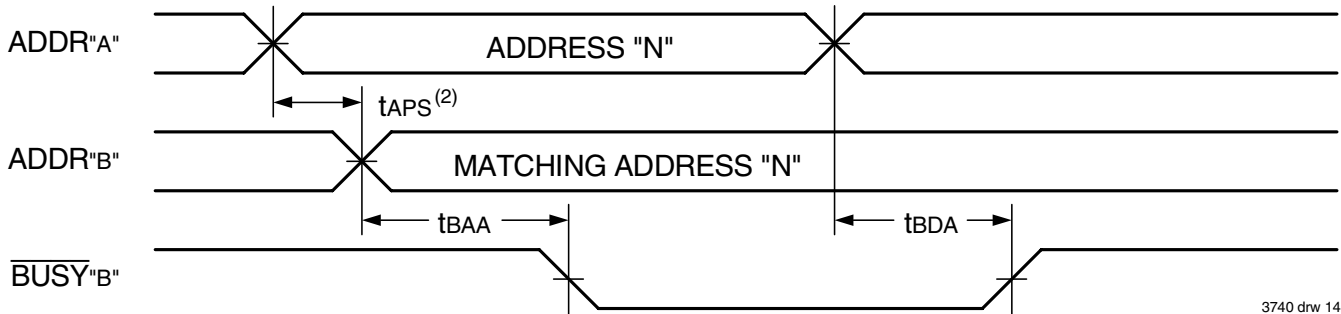 ADDR"A"
ADDRESS "N"
tAPS(2)
ADDR"B"
MATCHING ADDRESS "N"
tBAA
tBDA
BUSY"B"
3740 drw 14